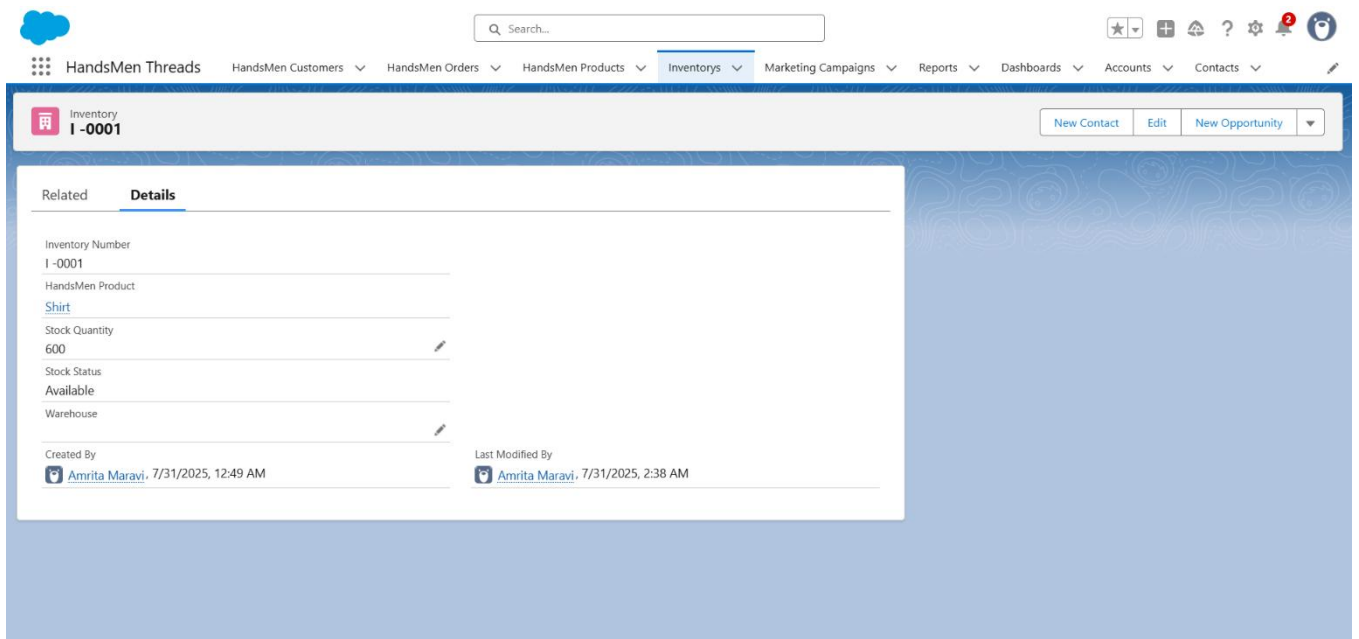 Search...
2
HandsMen Threads HandsMen Customers HandsMen Orders HandsMen Products Inventorys Marketing Campaigns Reports Dashboards Accounts Contacts
Inventory
I -0001
New Contact Edit New Opportunity
Related Details
Inventory Number
I -0001
HandsMen Product
Shirt
Stock Quantity
600
Stock Status
Available
Warehouse
Created By
Amrita Maravi, 7/31/2025, 12:49 AM
Last Modified By
Amrita Maravi, 7/31/2025, 2:38 AM